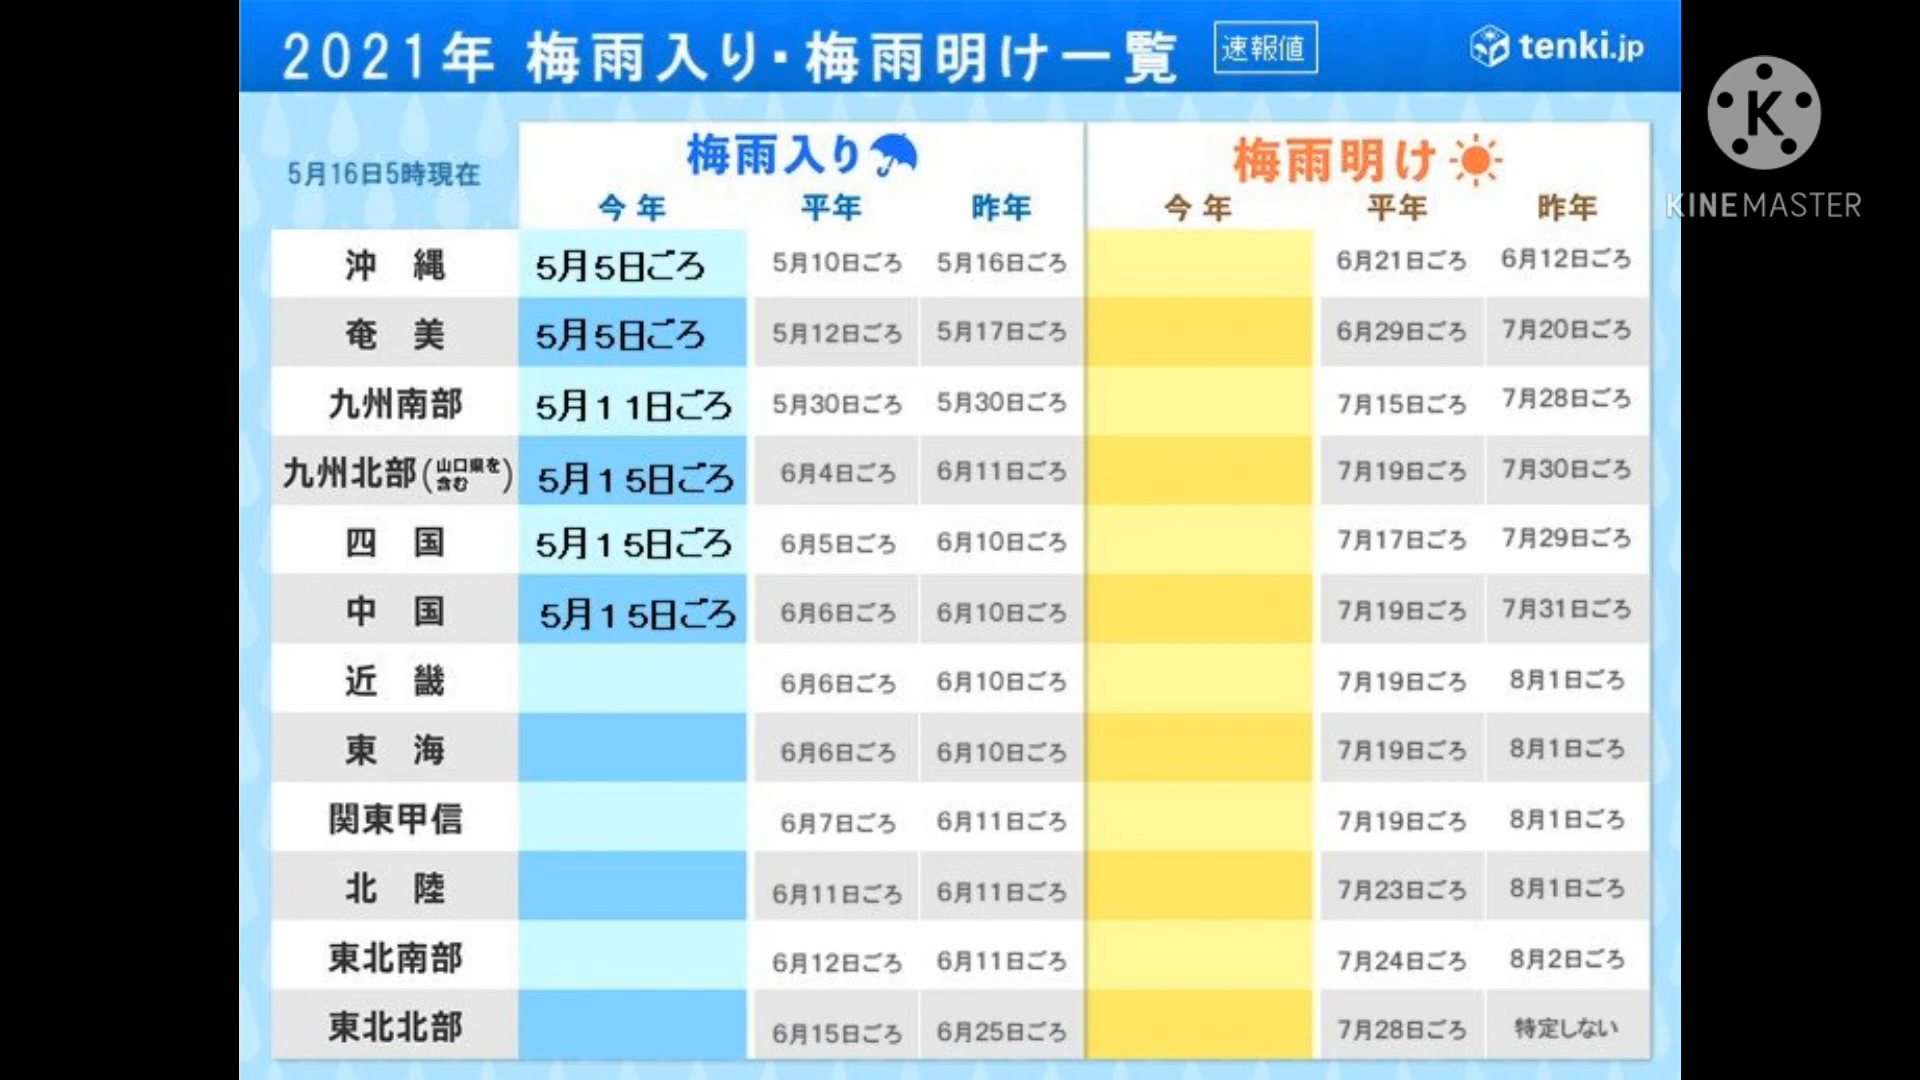 2021年 梅雨入り・梅雨明け一覧 速報値 tenki.jp
K
KINEMASTER
5月16日5時現在
梅雨入り 梅雨明け
今年 平年 昨年 今年 平年 昨年
沖縄 5月5日ごろ 5月10日ごろ 5月16日ごろ 6月21日ごろ 6月12日ごろ
奄美 5月5日ごろ 5月12日ごろ 5月17日ごろ 6月29日ごろ 7月20日ごろ
九州南部 5月11日ごろ 5月30日ごろ 5月30日ごろ 7月15日ごろ 7月28日ごろ
九州北部(山口県を含む) 5月15日ごろ 6月4日ごろ 6月11日ごろ 7月19日ごろ 7月30日ごろ
四国 5月15日ごろ 6月5日ごろ 6月10日ごろ 7月17日ごろ 7月29日ごろ
中国 5月15日ごろ 6月6日ごろ 6月10日ごろ 7月19日ごろ 7月31日ごろ
近畿 6月6日ごろ 6月10日ごろ 7月19日ごろ 8月1日ごろ
東海 6月6日ごろ 6月10日ごろ 7月19日ごろ 8月1日ごろ
関東甲信 6月7日ごろ 6月11日ごろ 7月19日ごろ 8月1日ごろ
北陸 6月11日ごろ 6月11日ごろ 7月23日ごろ 8月1日ごろ
東北南部 6月12日ごろ 6月11日ごろ 7月24日ごろ 8月2日ごろ
東北北部 6月15日ごろ 6月25日ごろ 7月28日ごろ 特定しない